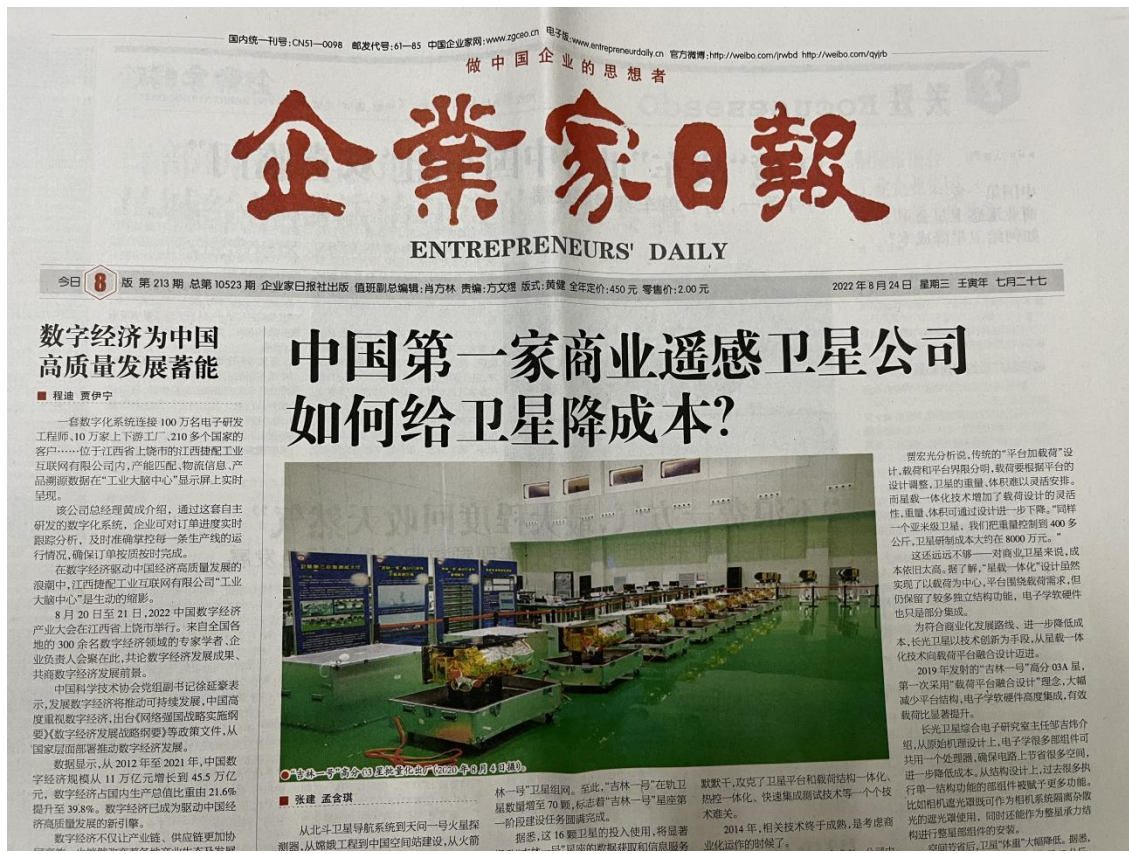 国内统一刊号:CN51—0098 邮发代号:61—85 中国企业家网:www.zgceo.cn 电子版:www.entrepreneurdaily.cn 官方微博:http://weibo.com/jrwbd http://weibo.com/qyjrb
做中国企业的思想者
企業家日報
ENTREPRENEURS' DAILY
今日8版 第213期 总第10523期 企业家日报社出版 值班副总编辑:肖方林 责编:方文煜 版式:黄健 全年定价:450元 零售价:2.00元 2022年8月24日 星期三 壬寅年 七月二十七
数字经济为中国
高质量发展蓄能
■ 程迪 贾伊宁
一套数字化系统连接100万名电子研发
工程师、10万家上下游工厂、210多个国家的
客户……位于江西省上饶市的江西捷配工业
互联网有限公司内,产能匹配、物流信息、产
品溯源数据在“工业大脑中心”显示屏上实时
呈现。
该公司总经理黄成介绍，通过这套自主
研发的数字化系统，企业可对订单进度实时
跟踪分析，及时准确掌控每一条生产线的运
行情况,确保订单按质按时完成。
在数字经济驱动中国经济高质量发展的
浪潮中,江西捷配工业互联网有限公司“工业
大脑中心”是生动的缩影。
8月20日至21日,2022中国数字经济
产业大会在江西省上饶市举行。来自全国各
地的300余名数字经济领域的专家学者、企
业负责人会聚在此,共论数字经济发展成果、
共商数字经济发展前景。
中国科学技术协会党组副书记徐延豪表
示,发展数字经济将推动可持续发展,中国高
度重视数字经济,出台《网络强国战略实施纲
要》《数字经济发展战略纲要》等政策文件,从
国家层面部署推动数字经济发展。
数据显示,从2012年至2021年,中国数
字经济规模从11万亿元增长到45.5万亿
元，数字经济占国内生产总值比重由21.6%
提升至39.8%。数字经济已成为驱动中国经
济高质量发展的新引擎。
数字经济不仅让产业链、供应链更加协
中国第一家商业遥感卫星公司
如何给卫星降成本?
●“吉林一号”高分03星批量化出厂(2020年8月4日摄)。
■ 张建 孟含琪
从北斗卫星导航系统到天问一号火星探
测器,从嫦娥工程到中国空间站建设,从火箭
林一号”卫星组网。至此,“吉林一号”在轨卫
星数量增至70颗,标志着“吉林一号”星座第
一阶段建设任务圆满完成。
据悉,这16颗卫星的投入使用,将显著
默默干,攻克了卫星平台和载荷结构一体化、
热控一体化、快速集成测试技术等一个个技
术难关。
2014年,相关技术终于成熟,是考虑商
业化运作的时候了。
贾宏光分析说,传统的“平台加载荷”设
计,载荷和平台界限分明,载荷要根据平台的
设计调整,卫星的重量、体积难以灵活安排。
而星载一体化技术增加了载荷设计的灵活
性,重量、体积可通过设计进一步下降。“同样
一个亚米级卫星，我们把重量控制到400多
公斤,卫星研制成本大约在8000万元。”
这还远远不够——对商业卫星来说,成
本依旧太高。据了解,“星载一体化”设计虽然
实现了以载荷为中心,平台围绕载荷需求,但
仍保留了较多独立结构功能，电子学软硬件
也只是部分集成。
为符合商业化发展路线、进一步降低成
本,长光卫星以技术创新为手段,从星载一体
化技术向载荷平台融合设计迈进。
2019年发射的“吉林一号”高分03A星,
第一次采用“载荷平台融合设计”理念,大幅
减少平台结构,电子学软硬件高度集成,有效
载荷比显著提升。
长光卫星综合电子研究室主任邹吉炜介
绍,从原始机理设计上,电子学很多部组件可
共用一个处理器,确保电路上节省很多空间,
进一步降低成本,从结构设计上,过去很多执
行单一结构功能的部组件被赋予更多功能。
比如相机遮光罩既可作为相机系统隔离杂散
光的遮光罩使用，同时还能作为整星承力结
构进行整星部组件的安装。
空间节省后,卫星“体重”大幅降低。据悉,